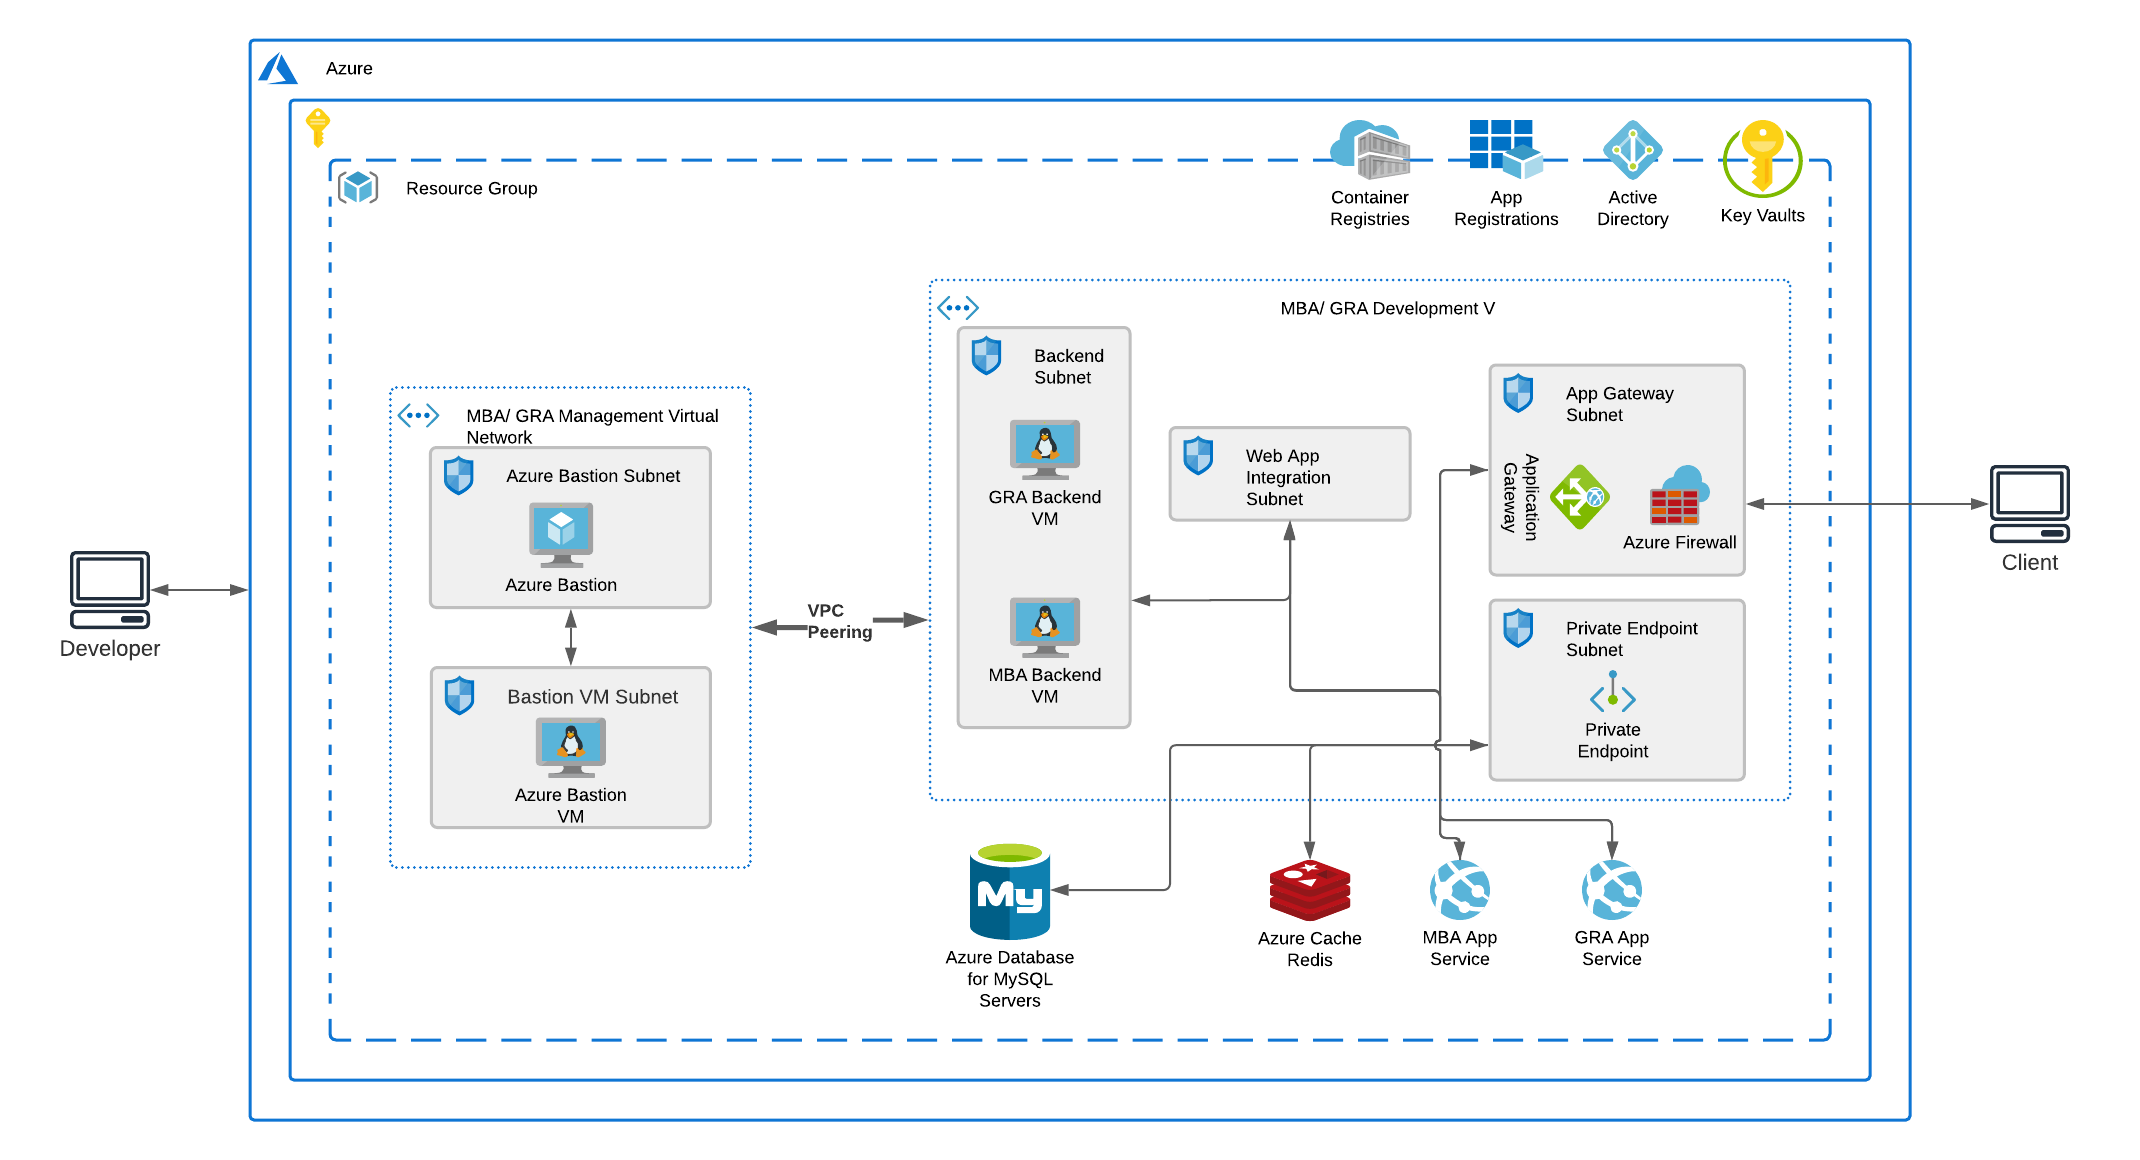 Azure
Resource Group
Container
Registries
App
Registrations
Active
Directory
Key Vaults
MBA/ GRA Development V
MBA/ GRA Management Virtual
Network
Azure Bastion Subnet
Azure Bastion
Bastion VM Subnet
Azure Bastion
VM
Developer
VPC
Peering
Backend
Subnet
GRA Backend
VM
MBA Backend
VM
Web App
Integration
Subnet
App Gateway
Subnet
Application
Gateway
Azure Firewall
Private Endpoint
Subnet
Private
Endpoint
Client
My
Azure Database
for MySQL
Servers
Azure Cache
Redis
MBA App
Service
GRA App
Service